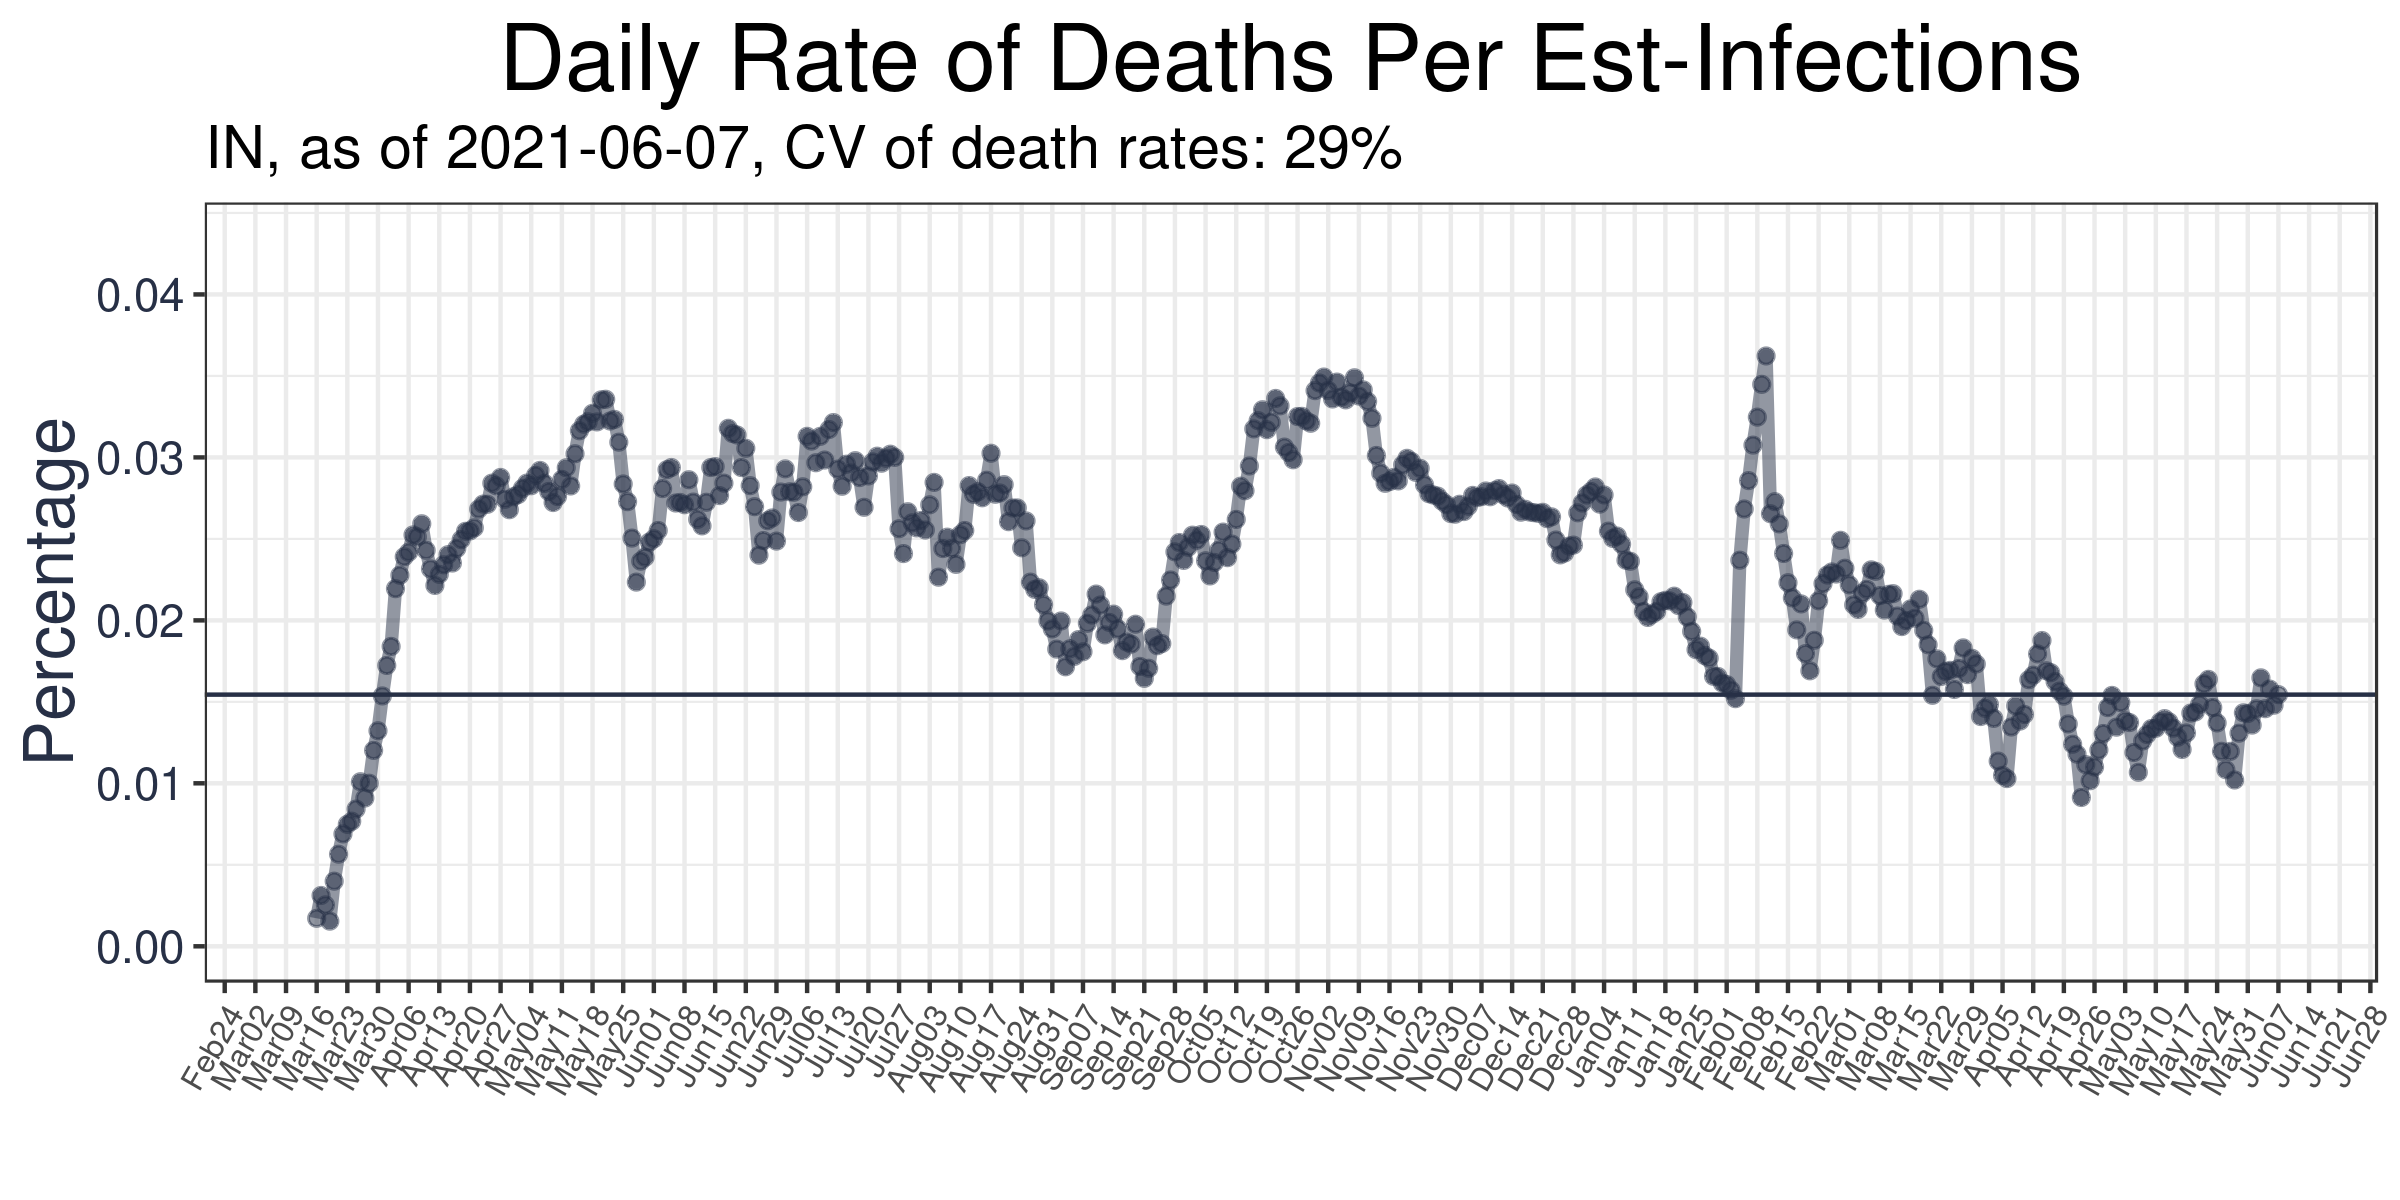 Daily Rate of Deaths Per Est-Infections
IN, as of 2021-06-07, CV of death rates: 29%
Percentage
0.04
0.03
0.02
0.01
0.00
Feb24
Mar02
Mar09
Mar16
Mar23
Mar30
Apr06
Apr13
Apr20
Apr27
May04
May11
May18
May25
Jun01
Jun08
Jun15
Jun22
Jun29
Jul06
Jul13
Jul20
Jul27
Aug03
Aug10
Aug17
Aug24
Aug31
Sep07
Sep14
Sep21
Sep28
Oct05
Oct12
Oct19
Oct26
Nov02
Nov09
Nov16
Nov23
Nov30
Dec07
Dec14
Dec21
Dec28
Jan04
Jan11
Jan18
Jan25
Feb01
Feb08
Feb15
Feb22
Mar01
Mar08
Mar15
Mar22
Mar29
Apr05
Apr12
Apr19
Apr26
May03
May10
May17
May24
May31
Jun07
Jun14
Jun21
Jun28